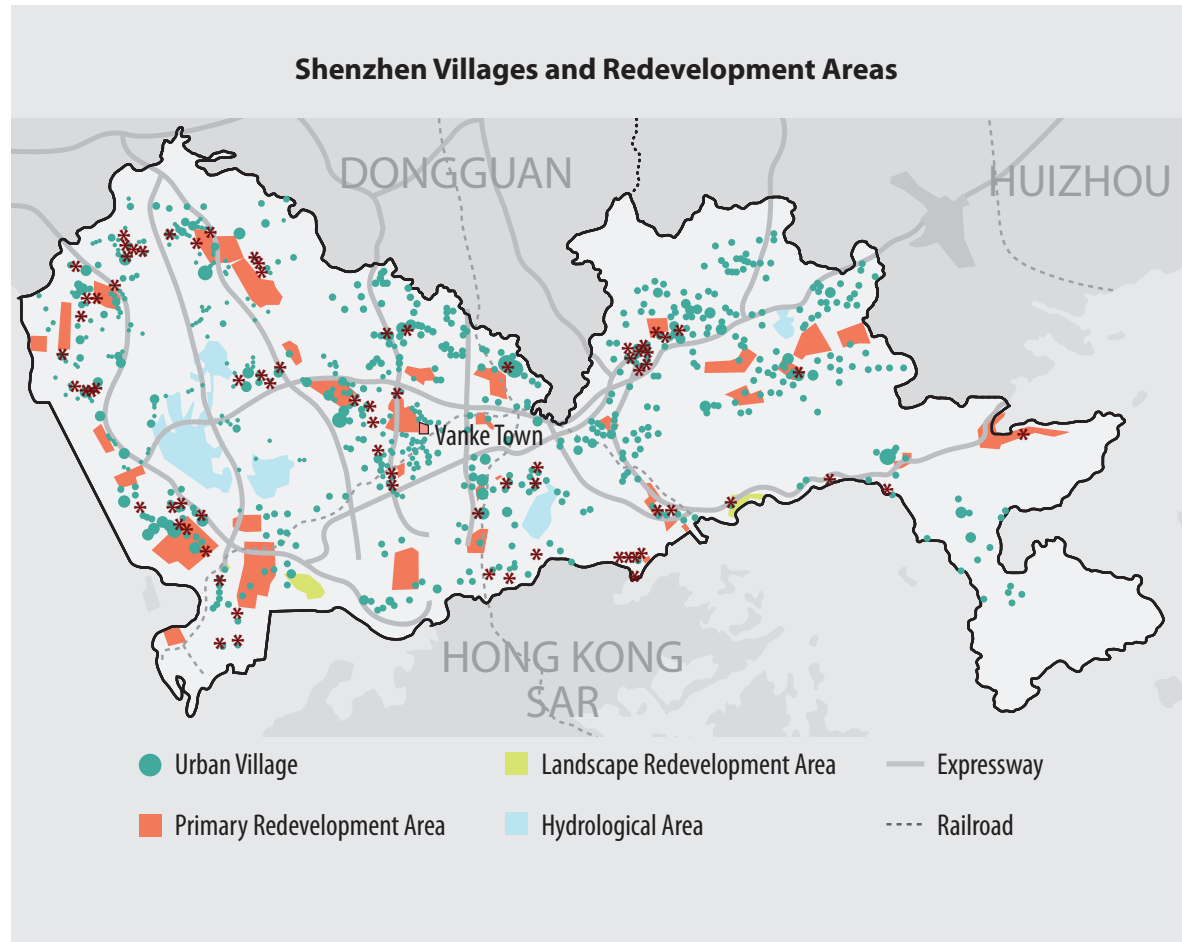 Shenzhen Villages and Redevelopment Areas
DONGGUAN
HUIZHOU
Vanke Town
HONG KONG
SAR
Urban Village
Landscape Redevelopment Area
Expressway
Primary Redevelopment Area
Hydrological Area
Railroad